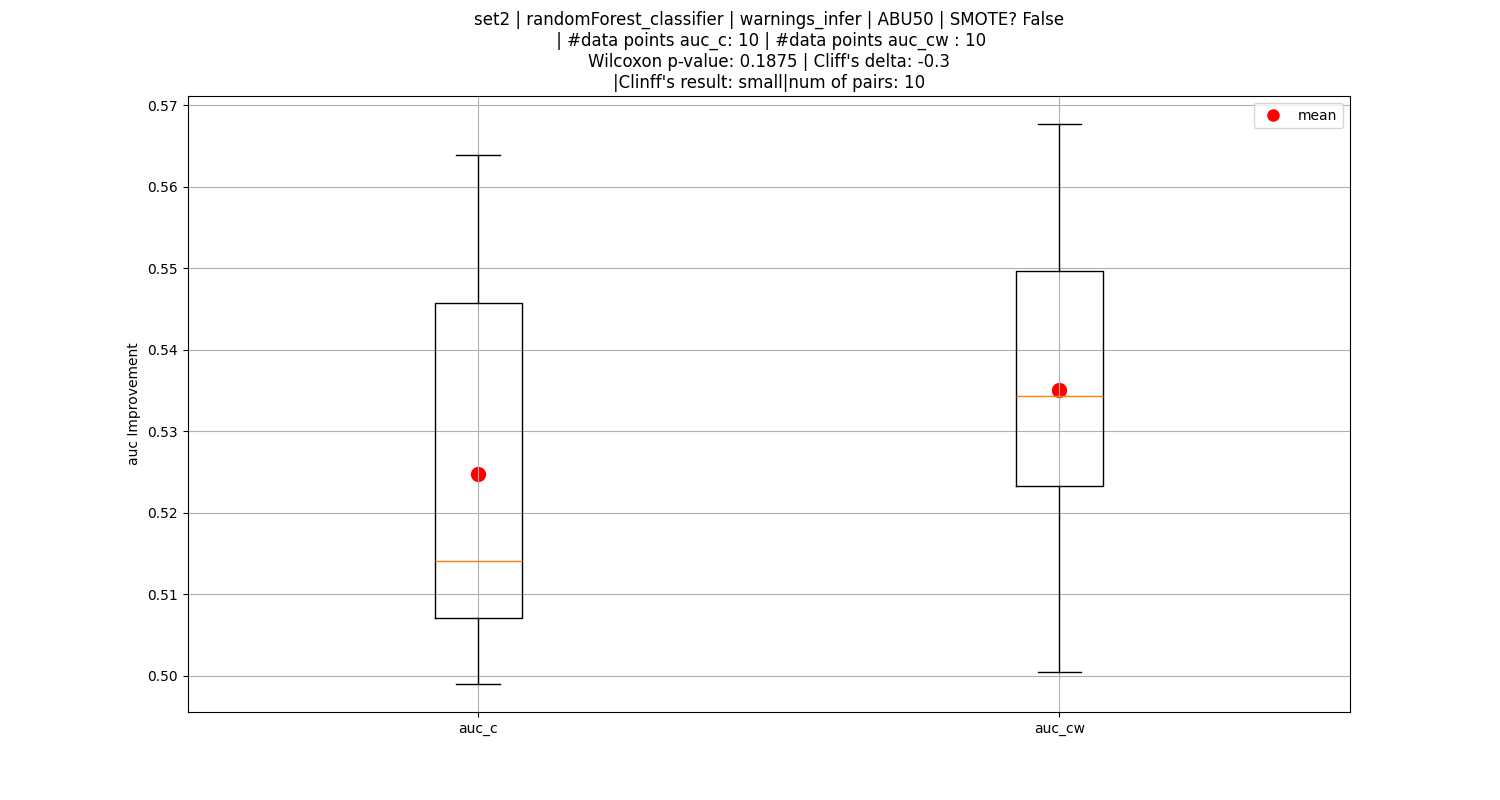 set2 | randomForest_classifier | warnings_infer | ABU50 | SMOTE? False
| #data points auc_c: 10 | #data points auc_cw : 10
Wilcoxon p-value: 0.1875 | Cliff's delta: -0.3
|Clinff's result: small|num of pairs: 10
mean
auc Improvement
0.57
0.56
0.55
0.54
0.53
0.52
0.51
0.50
auc_c
auc_cw